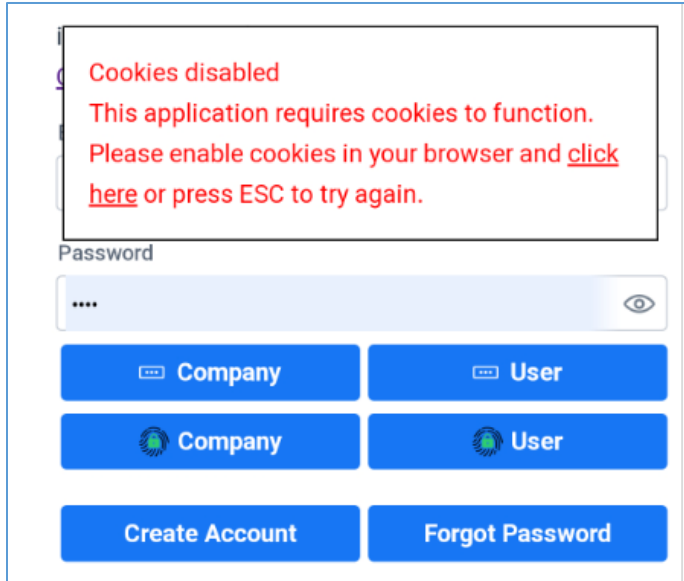 Cookies disabled
This application requires cookies to function.
Please enable cookies in your browser and click
here or press ESC to try again.
Password
••••
Company
User
Company
User
Create Account
Forgot Password